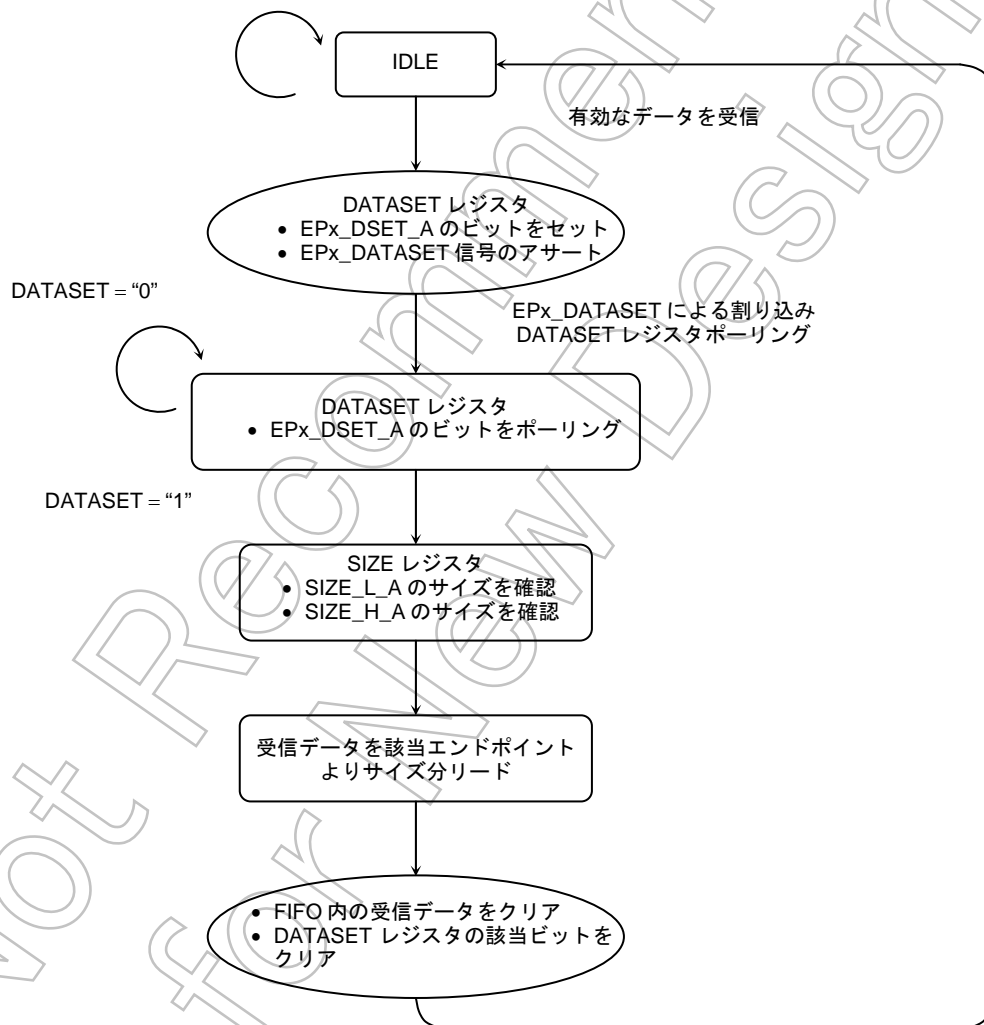 IDLE
有効なデータを受信
DATASET レジスタ
• EPx_DSET_A のビットをセット
• EPx_DATASET 信号のアサート
DATASET = “0”
EPx_DATASET による割り込み
DATASET レジスタポーリング
DATASET レジスタ
• EPx_DSET_A のビットをポーリング
DATASET = “1”
SIZE レジスタ
• SIZE_L_A のサイズを確認
• SIZE_H_A のサイズを確認
受信データを該当エンドポイント
よりサイズ分リード
• FIFO 内の受信データをクリア
• DATASET レジスタの該当ビットを
クリア
Not Recommen
for New Design